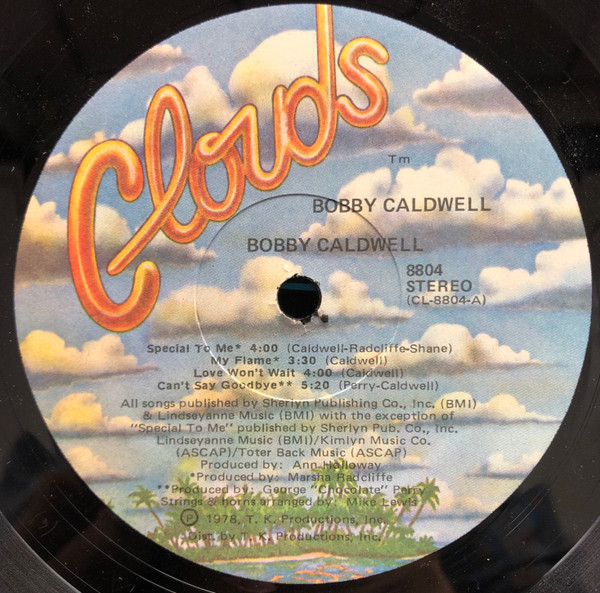 Clouds
Tm
BOBBY CALDWELL
BOBBY CALDWELL
8804
STEREO
(CL-8804-A)
Special To Me* 4:00 (Caldwell-Radcliffe-Shane)
My Flame* 3:30 (Caldwell)
Love Won't Wait 4:00 (Caldwell)
Can't Say Goodbye** 5:20 (Perry-Caldwell)
All songs published by Sherlyn Publishing Co., Inc. (BMI)
& Lindseyanne Music (BMI) with the exception of
"Special To Me" published by Sherlyn Pub. Co., Inc.
Lindseyanne Music (BMI)/Kimlyn Music Co.
(ASCAP)/Toter Back Music (ASCAP)
Produced by: Ann Holloway
*Produced by: Marsha Radcliffe
**Produced by: George "Chocolate" Perry
Strings & horns arranged by: Mike Lewis
Ⓟ 1978, T. K. Productions, Inc.
Dist. by T. K. Productions, Inc.